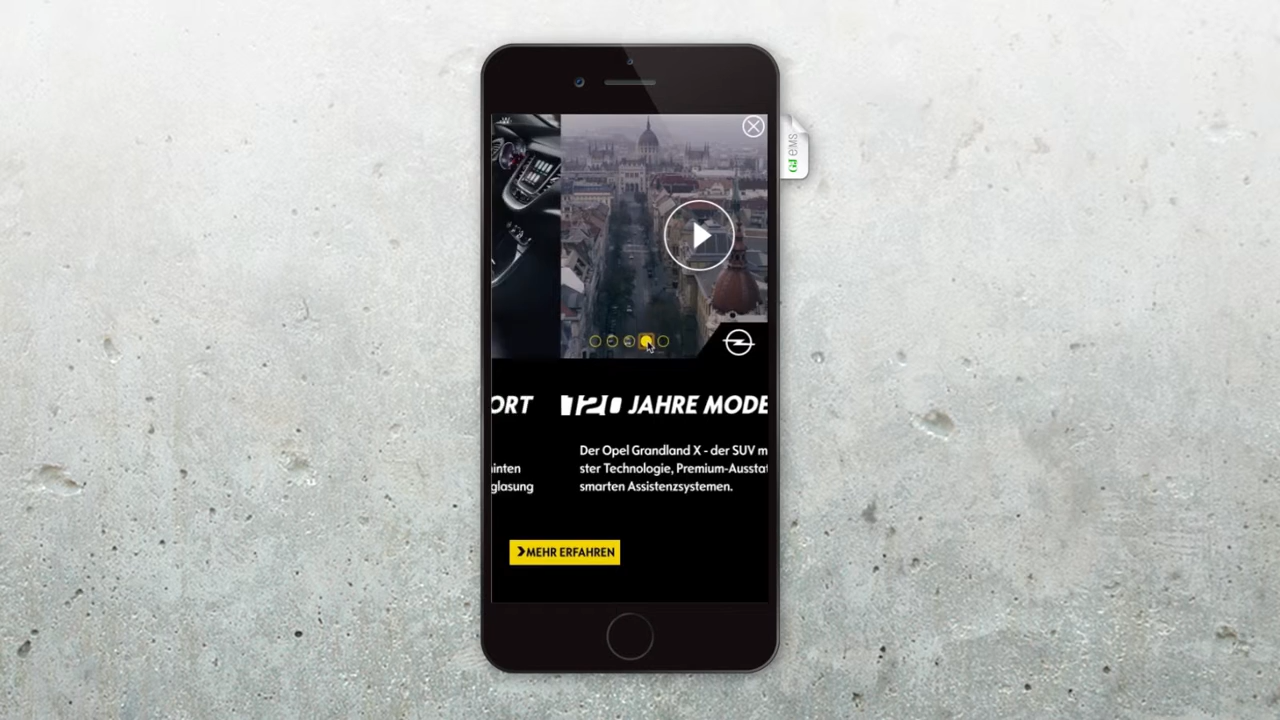 ORT
120 JAHRE MODE
Der Opel Grandland X - der SUV m
ster Technologie, Premium-Ausstat
smarten Assistenzsystemen.
inten
glasung
MEHR ERFAHREN
G+J e|MS